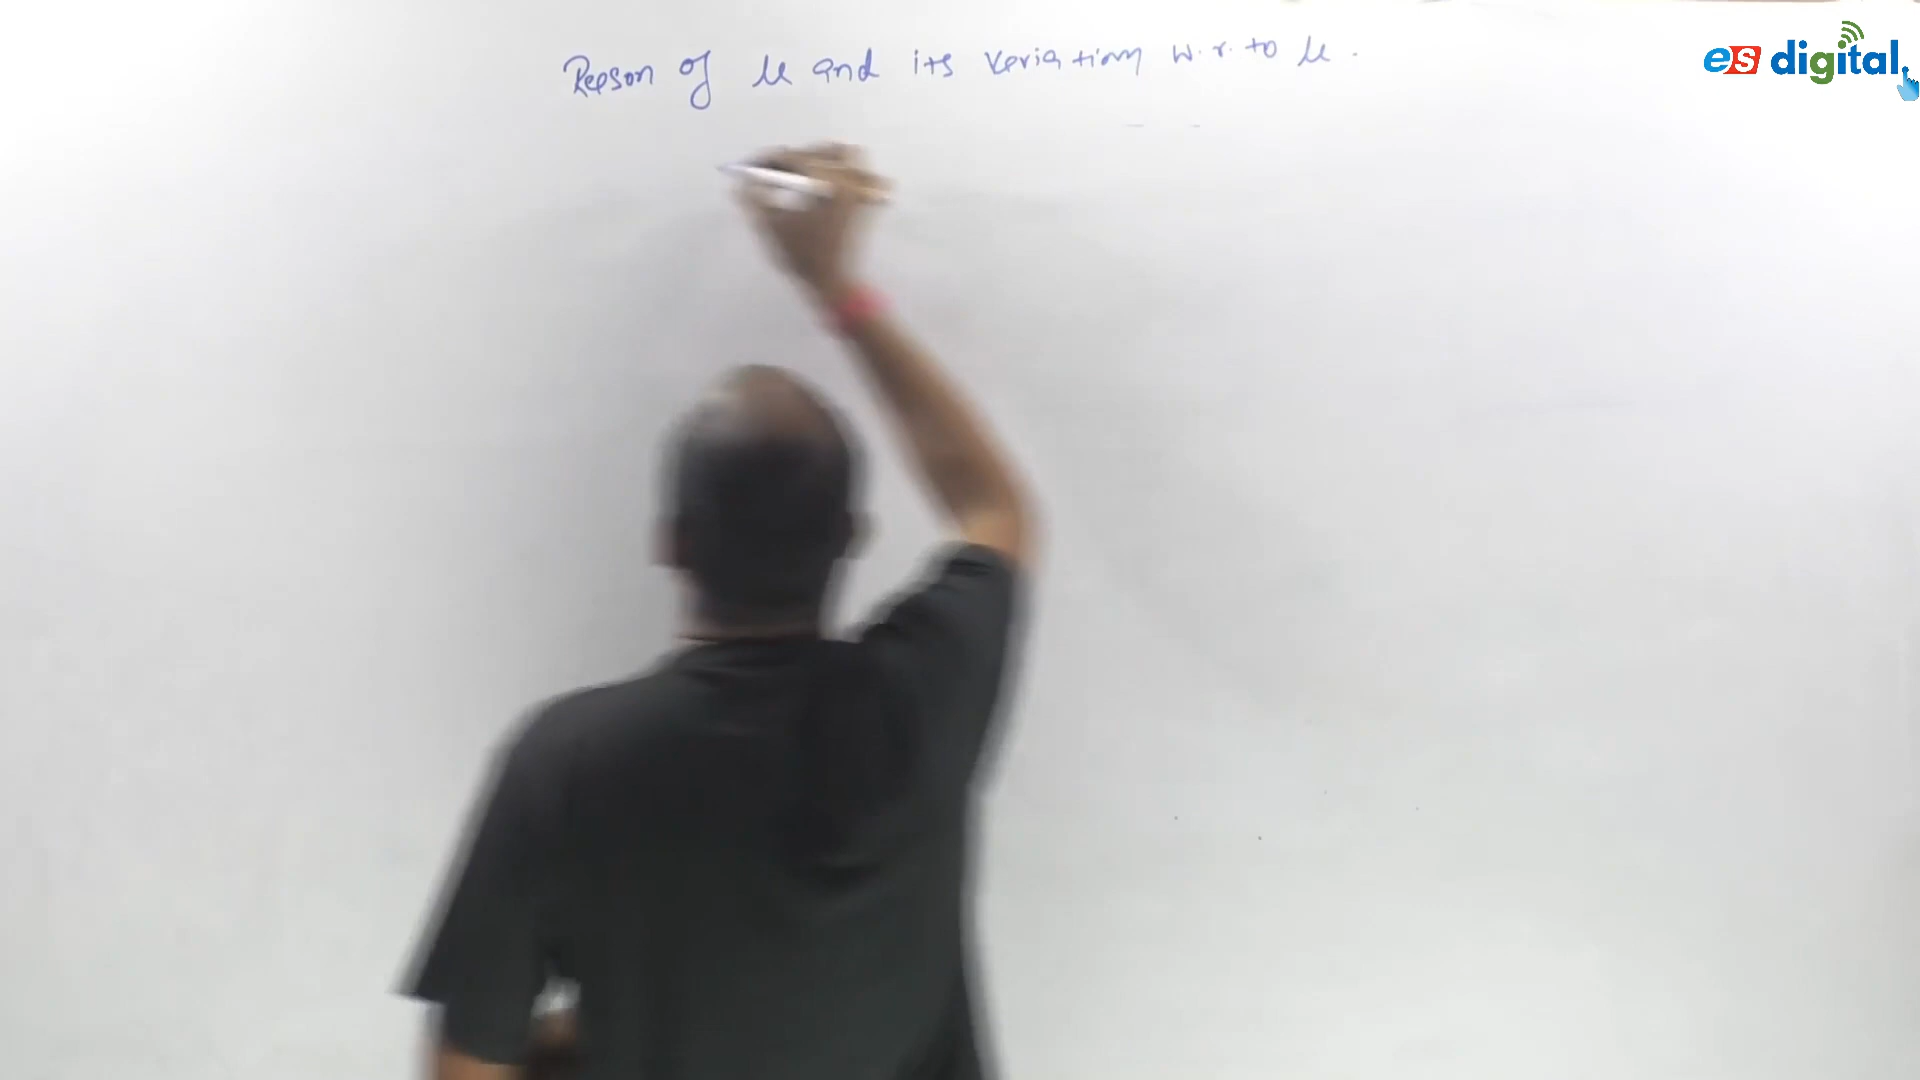 Reason of μ and its variation w.r. to μ.
es digital